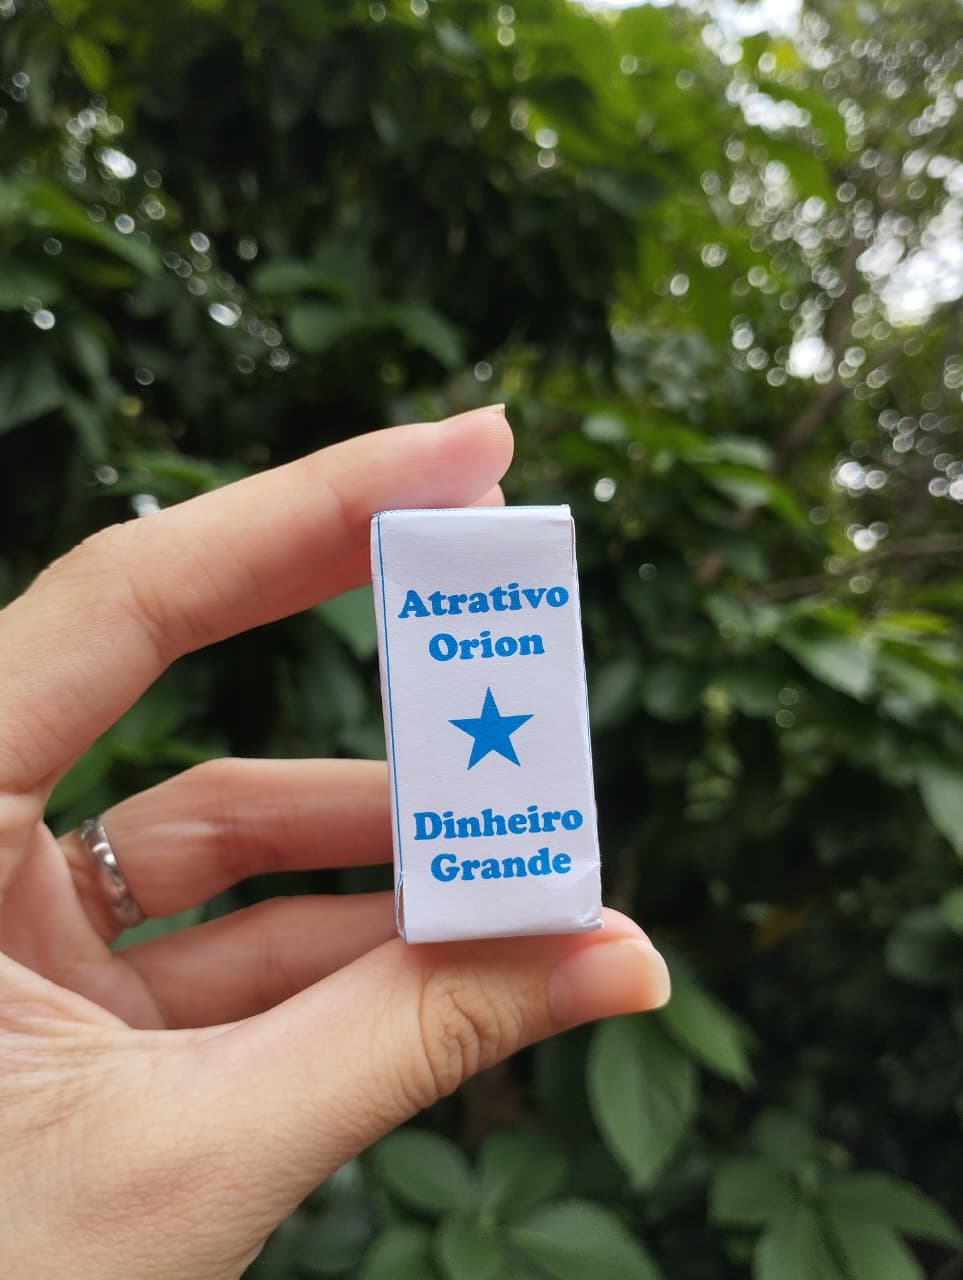 Atrativo
Orion
Dinheiro
Grande